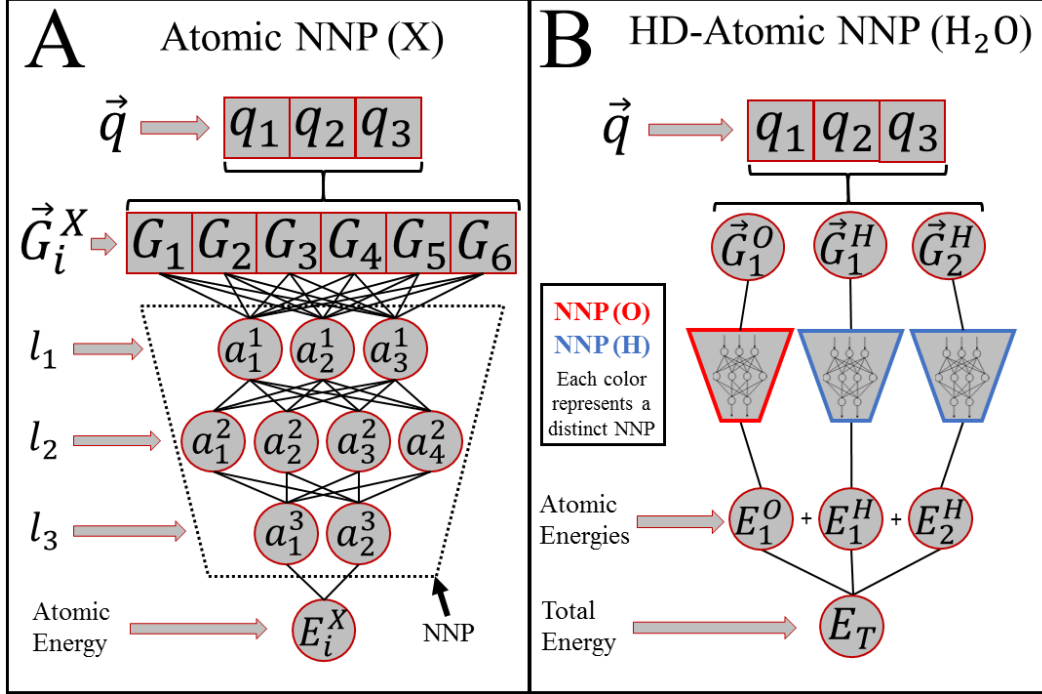 A
Atomic NNP (X)
q⃗
q₁ q₂ q₃
G⃗ᵢˣ
G₁ G₂ G₃ G₄ G₅ G₆
l₁
a₁¹ a₂¹ a₃¹
l₂
a₁² a₂² a₃² a₄²
l₃
a₁³ a₂³
Atomic
Energy
Eᵢˣ
NNP
B
HD-Atomic NNP (H₂O)
q⃗
q₁ q₂ q₃
G⃗₁ᴼ G⃗₁ᴴ G⃗₂ᴴ
NNP (O)
NNP (H)
Each color
represents a
distinct NNP
Atomic
Energies
E₁ᴼ + E₁ᴴ + E₂ᴴ
Total
Energy
E_T